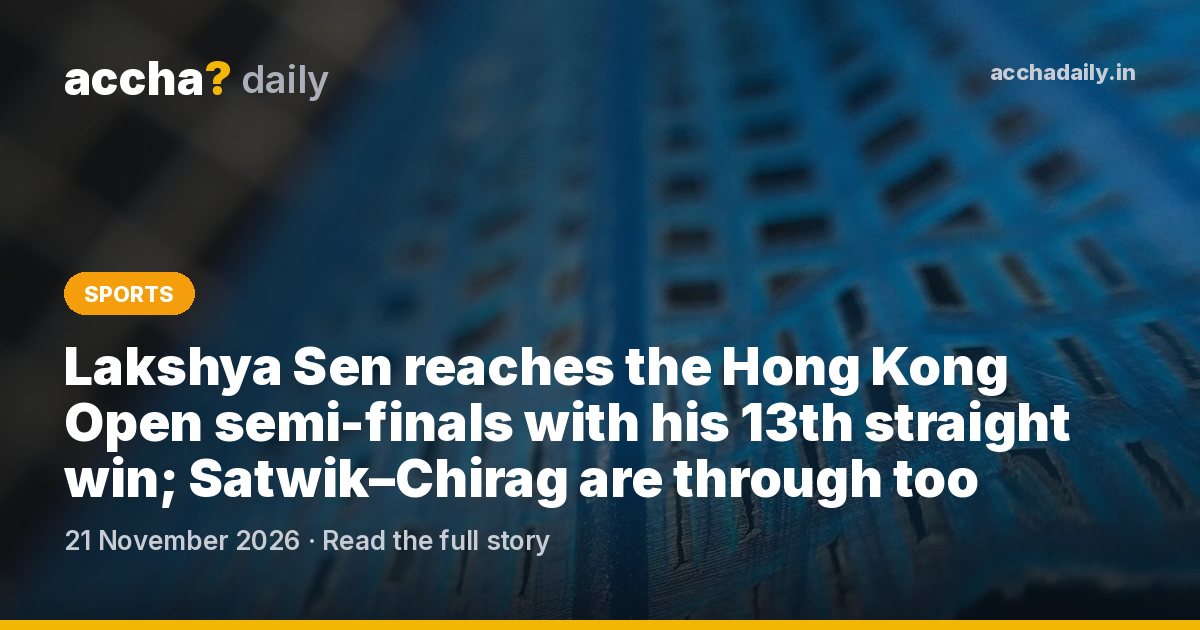 accha? daily
acchadaily.in
SPORTS
Lakshya Sen reaches the Hong Kong
Open semi-finals with his 13th straight
win; Satwik–Chirag are through too
21 November 2026 · Read the full story